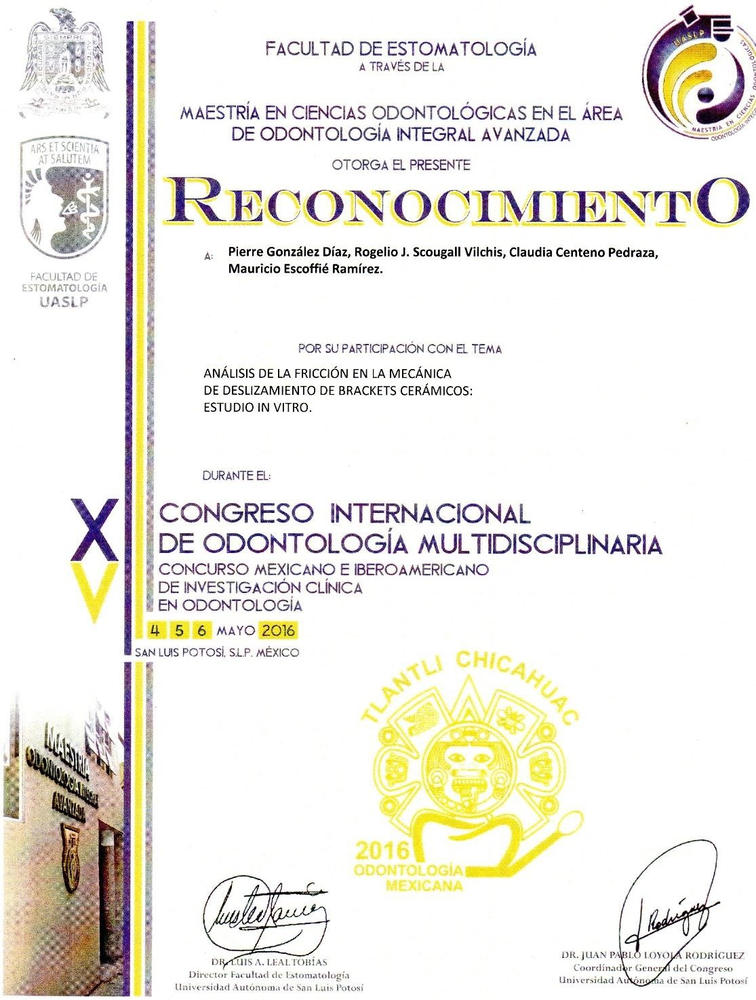 SIEMPRE AUTONOMA
FACULTAD DE ESTOMATOLOGÍA
A TRAVÉS DE LA
MAESTRÍA EN CIENCIAS ODONTOLÓGICAS EN EL ÁREA
DE ODONTOLOGÍA INTEGRAL AVANZADA
UASLP
MAESTRÍA EN CIENCIAS ODONTOLÓGICAS
OTORGA EL PRESENTE
RECONOCIMIENTO
ARS ET SCIENTIA
AT SALUTEM
FACULTAD DE
ESTOMATOLOGÍA
UASLP
A: Pierre González Díaz, Rogelio J. Scougall Vilchis, Claudia Centeno Pedraza,
Mauricio Escoffié Ramírez.
POR SU PARTICIPACIÓN CON EL TEMA
ANÁLISIS DE LA FRICCIÓN EN LA MECÁNICA
DE DESLIZAMIENTO DE BRACKETS CERÁMICOS:
ESTUDIO IN VITRO.
DURANTE EL:
XV
CONGRESO INTERNACIONAL
DE ODONTOLOGÍA MULTIDISCIPLINARIA
CONCURSO MEXICANO E IBEROAMERICANO
DE INVESTIGACIÓN CLÍNICA
EN ODONTOLOGÍA
4 5 6 MAYO 2016
SAN LUIS POTOSÍ, S.L.P. MÉXICO
TLANTLI CHICAHUAC
2016
ODONTOLOGÍA
MEXICANA
MAESTRIA
ODONTOLOGIA INTEGRAL
AVANZADA
DR. LUIS A. LEAL TOBÍAS
Director Facultad de Estomatología
Universidad Autónoma de San Luis Potosí
J Rodríguez
DR. JUAN PABLO LOYOLA RODRÍGUEZ
Coordinador General del Congreso
Universidad Autónoma de San Luis Potosí